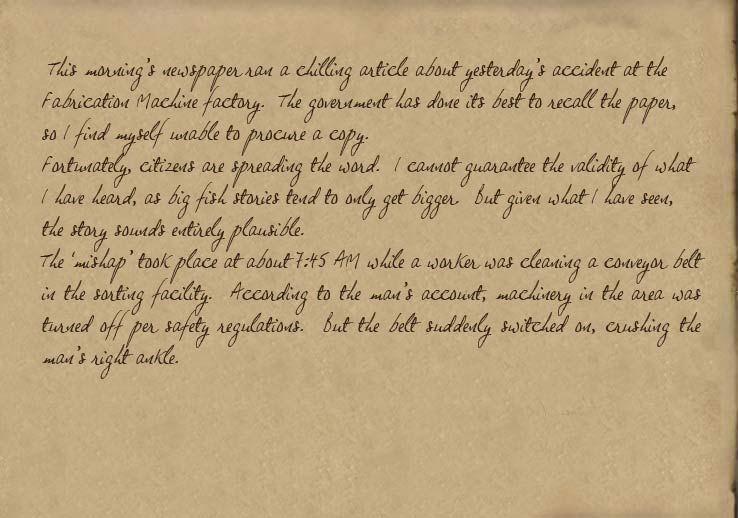 This morning's newspaper ran a chilling article about yesterday's accident at the
Fabrication Machine factory. The government has done its best to recall the paper,
so I find myself unable to procure a copy.
Fortunately, citizens are spreading the word. I cannot guarantee the validity of what
I have heard, as big fish stories tend to only get bigger. But given what I have seen,
the story sounds entirely plausible.
The 'mishap' took place at about 7:45 AM while a worker was cleaning a conveyor belt
in the sorting facility. According to the man's account, machinery in the area was
turned off per safety regulations. But the belt suddenly switched on, crushing the
man's right ankle.